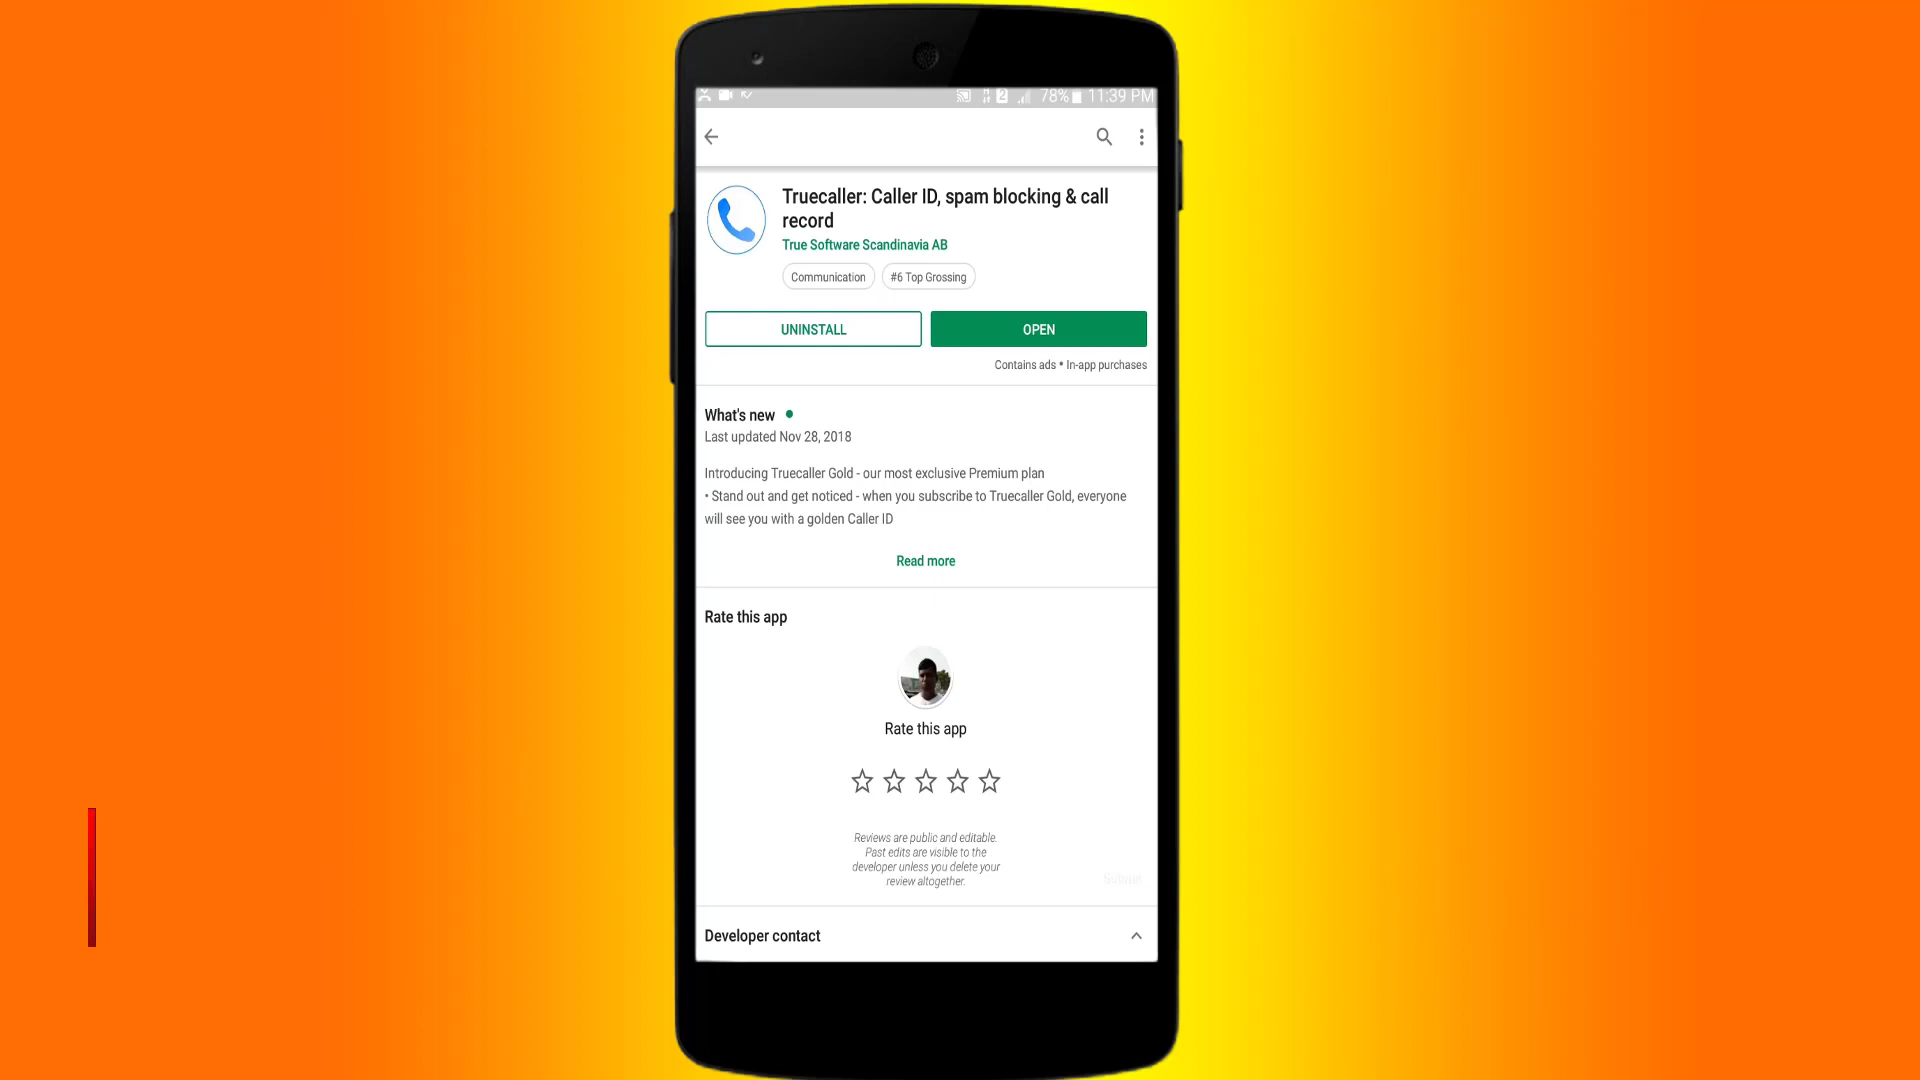 2 78% 11:39 PM
Truecaller: Caller ID, spam blocking & call
record
True Software Scandinavia AB
Communication
#6 Top Grossing
UNINSTALL
OPEN
Contains ads • In-app purchases
What's new
Last updated Nov 28, 2018
Introducing Truecaller Gold - our most exclusive Premium plan
• Stand out and get noticed - when you subscribe to Truecaller Gold, everyone
will see you with a golden Caller ID
Read more
Rate this app
Rate this app
Reviews are public and editable.
Past edits are visible to the
developer unless you delete your
review altogether.
Submit
Developer contact